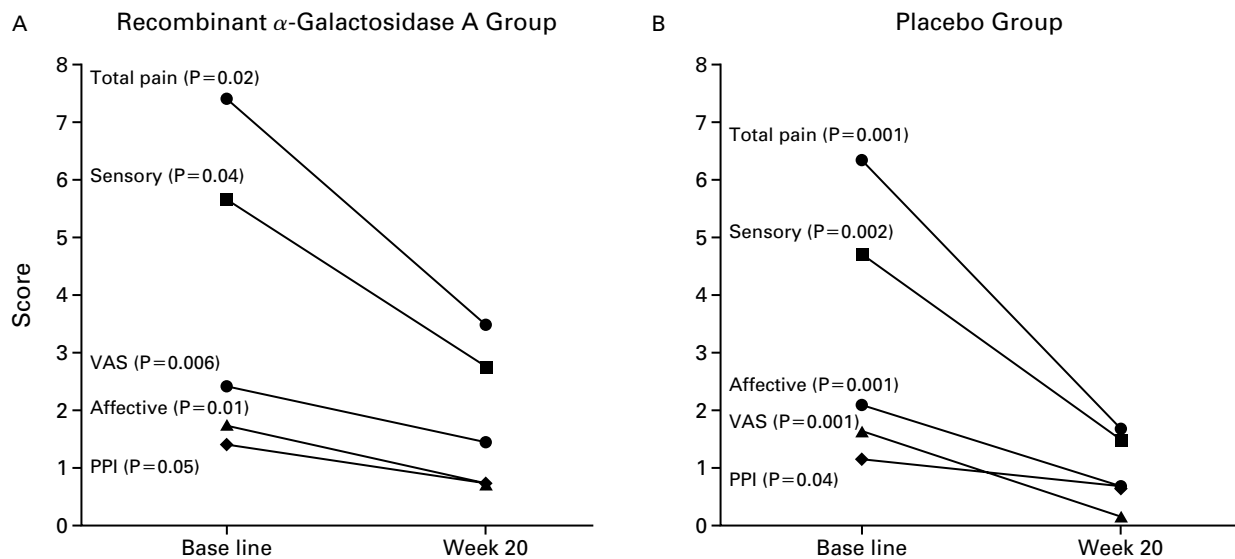 A
Recombinant α-Galactosidase A Group
8
7
6
5
4
3
2
1
0
Score
Total pain (P=0.02)
Sensory (P=0.04)
VAS (P=0.006)
Affective (P=0.01)
PPI (P=0.05)
Base line
Week 20
B
Placebo Group
8
7
6
5
4
3
2
1
0
Total pain (P=0.001)
Sensory (P=0.002)
Affective (P=0.001)
VAS (P=0.001)
PPI (P=0.04)
Base line
Week 20